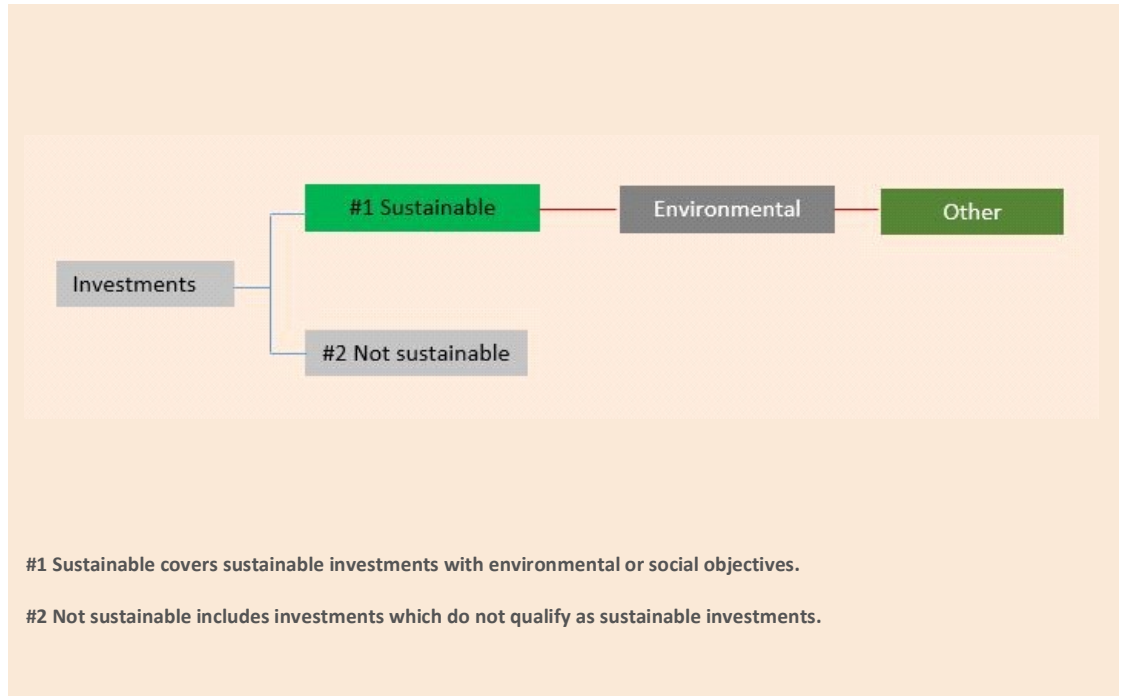 #1 Sustainable
Environmental
Other
Investments
#2 Not sustainable
#1 Sustainable covers sustainable investments with environmental or social objectives.
#2 Not sustainable includes investments which do not qualify as sustainable investments.